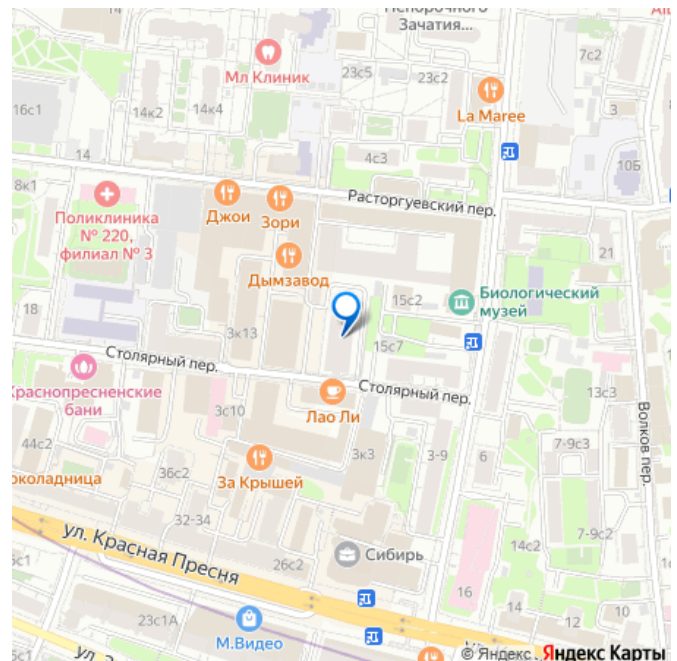 Непорочного
Зачатия...
7с2
Мл Клиник
23с5
23с2
La Maree
16с1
14к2
14к4
3
4с3
10Б
14
8к1
Расторгуевский пер.
Поликлиника
№ 220,
филиал № 3
Джои
Зори
21
Дымзавод
Биологический
музей
15с2
18
3к13
15с7
Столярный пер.
Столярный пер.
Краснопресненские
бани
13с3
Лао Ли
3с10
Волков пер.
44с2
За Крышей
3к3
3-9
6
7-9с3
36с2
околадница
32-34
ул. Красная Пресня
26с2
Сибирь
7-9с2
14с2
16
14
12
10
23с1А
М.Видео
© Яндекс
Яндекс Карты